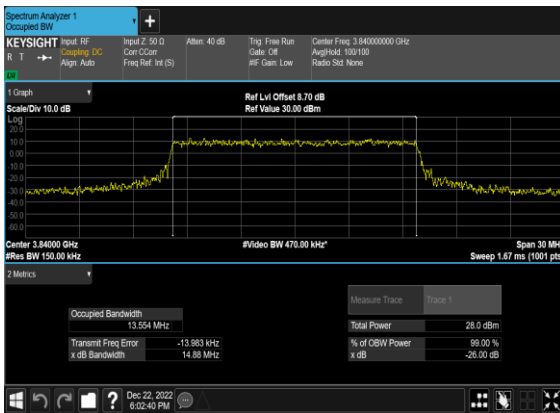 Spectrum Analyzer 1
Occupied BW
+
KEYSIGHT Input: RF Input Z: 50 Ω Atten: 40 dB Trig: Free Run Center Freq: 3.840000000 GHz
R T Coupling: DC Corr CCorr Gate: Off Avg|Hold: 100/100
Align: Auto Freq Ref: Int (S) #IF Gain: Low Radio Std: None
LV
1 Graph
Ref Lvl Offset 8.70 dB
Scale/Div 10.0 dB Ref Value 30.00 dBm
Log
20.0
10.0
0.00
-10.0
-20.0
-30.0
-40.0
-50.0
-60.0
Center 3.84000 GHz #Video BW 470.00 kHz* Span 30 MH
#Res BW 150.00 kHz Sweep 1.67 ms (1001 pts
2 Metrics
Measure Trace Trace 1
Occupied Bandwidth
13.554 MHz Total Power 28.0 dBm
Transmit Freq Error -13.983 kHz % of OBW Power 99.00 %
x dB Bandwidth 14.88 MHz x dB -26.00 dB
? Dec 22, 2022
6:02:40 PM